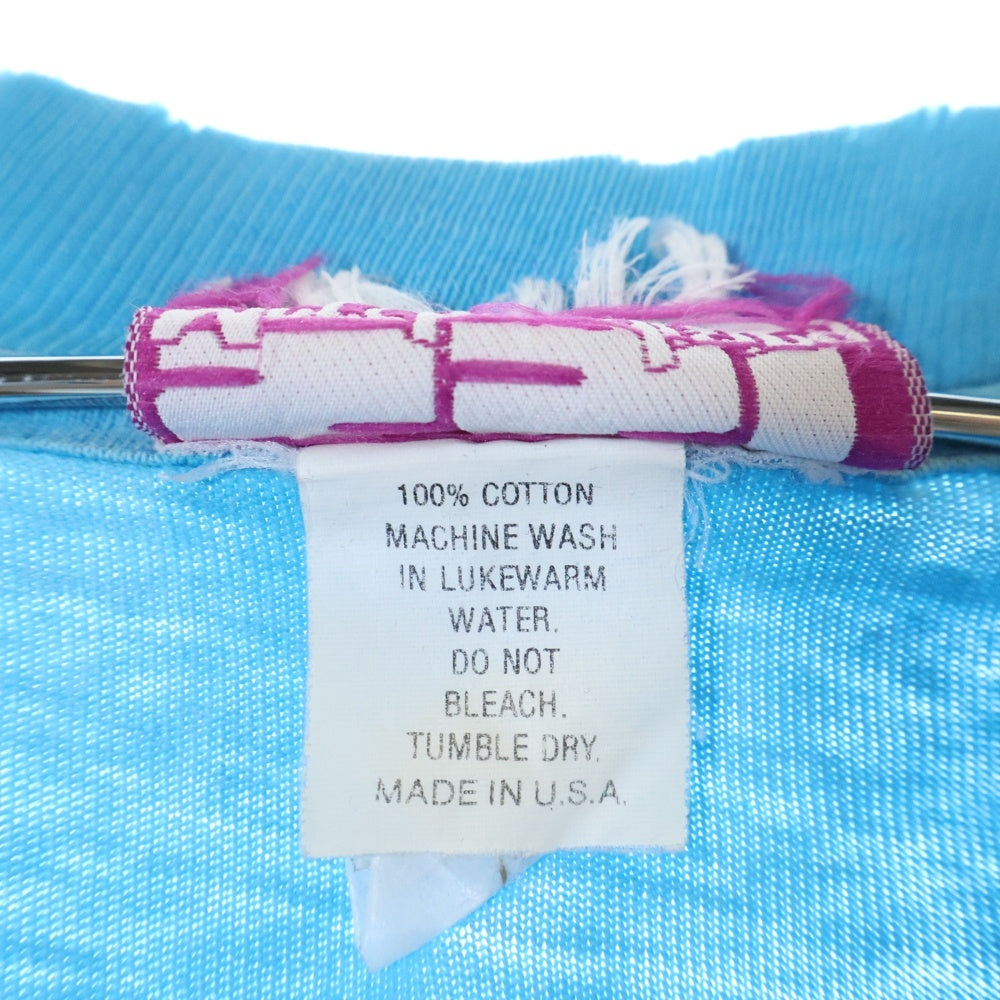 100% COTTON
MACHINE WASH
IN LUKEWARM
WATER.
DO NOT
BLEACH.
TUMBLE DRY.
MADE IN U.S.A.